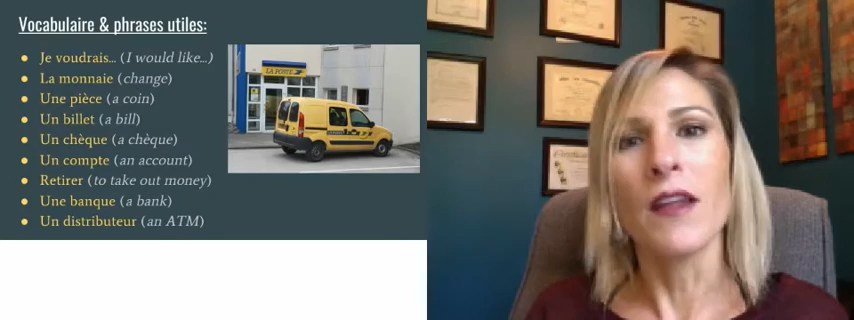 Vocabulaire & phrases utiles:
● Je voudrais... (I would like...)
● La monnaie (change)
● Une pièce (a coin)
● Un billet (a bill)
● Un chèque (a chèque)
● Un compte (an account)
● Retirer (to take out money)
● Une banque (a bank)
● Un distributeur (an ATM)
LA POSTE